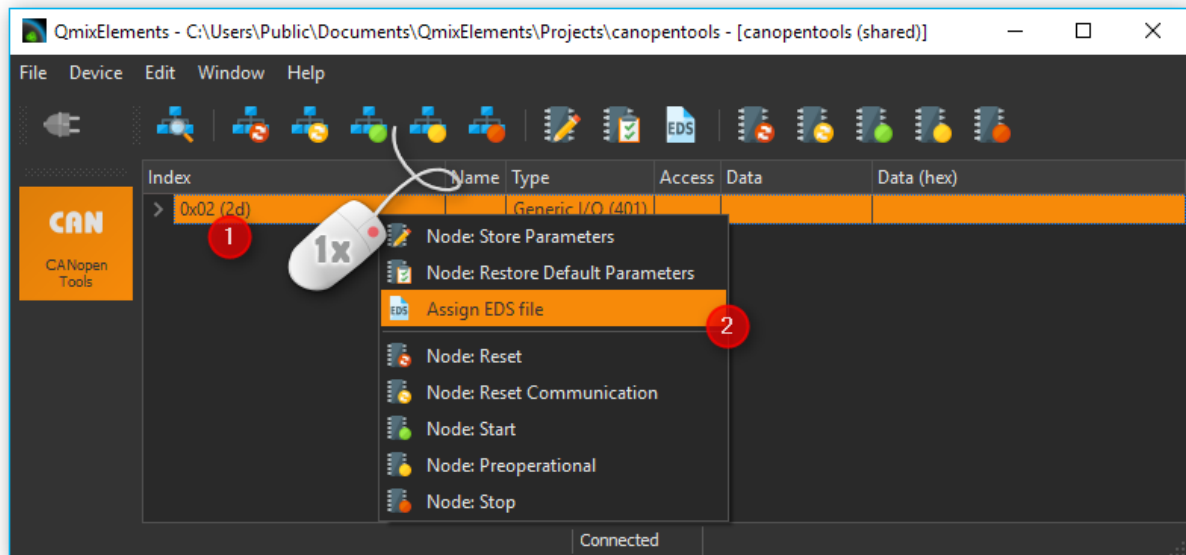 QmixElements - C:\Users\Public\Documents\QmixElements\Projects\canopentools - [canopentools (shared)]
File Device Edit Window Help
EDS
Index Name Type Access Data Data (hex)
0x02 (2d) Generic I/O (401)
1
CAN
CANopen
Tools
1x
Node: Store Parameters
Node: Restore Default Parameters
EDS Assign EDS file
2
Node: Reset
Node: Reset Communication
Node: Start
Node: Preoperational
Node: Stop
Connected